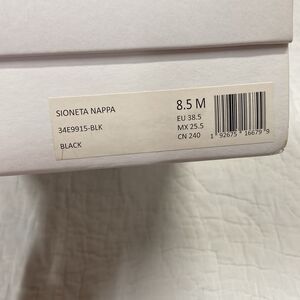 SIONETA NAPPA
34E9915-BLK
BLACK
8.5 M
EU 38.5
MX 25.5
CN 240
1 92675 16679 9